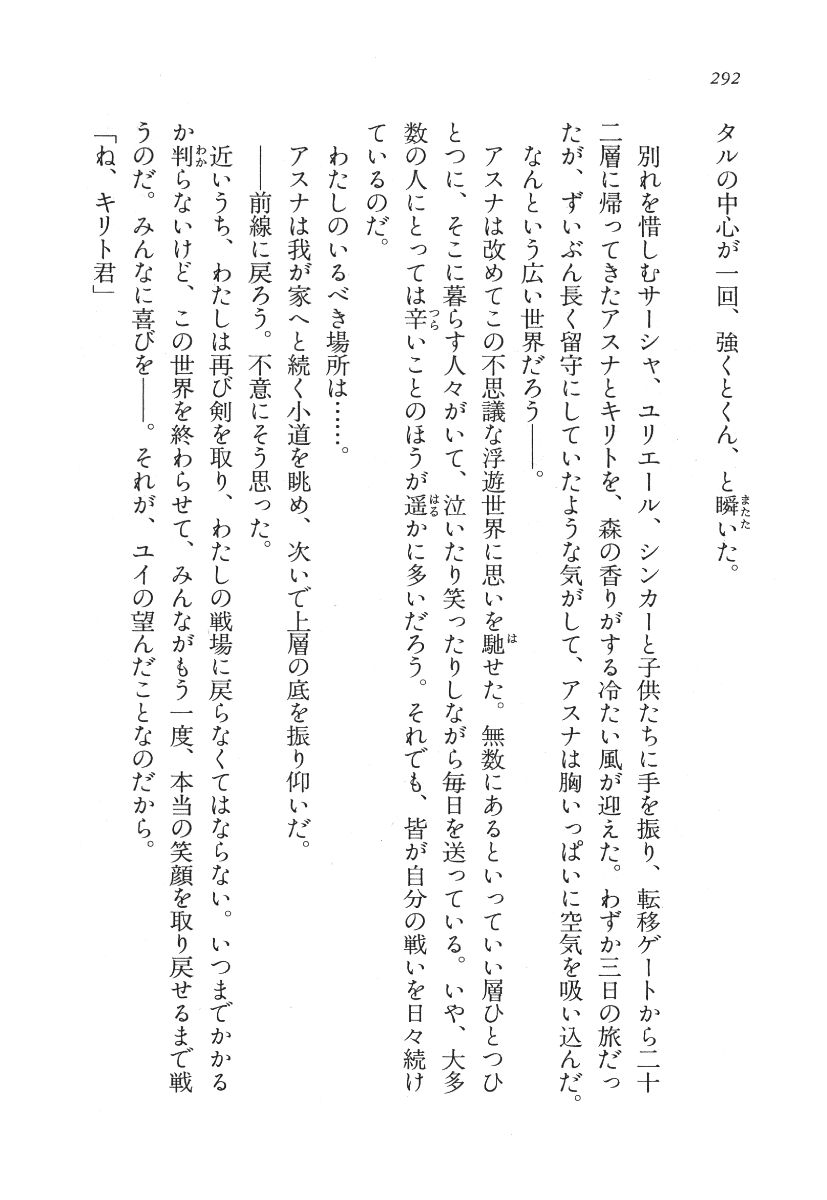 292
タルの中心が一回、強くとくん、と瞬いた。
別れを惜しむサーシャ、ユリエール、シンカーと子供たちに手を振り、転移ゲートから二十
二層に帰ってきたアスナとキリトを、森の香りがする冷たい風が迎えた。わずか三日の旅だっ
たが、ずいぶん長く留守にしていたような気がして、アスナは胸いっぱいに空気を吸い込んだ。
なんという広い世界だろう――。
アスナは改めてこの不思議な浮遊世界に思いを馳せた。無数にあるといっていい層ひとつひ
とつに、そこに暮らす人々がいて、泣いたり笑ったりしながら毎日を送っている。いや、大多
数の人にとっては辛いことのほうが遥かに多いだろう。それでも、皆が自分の戦いを日々続け
ているのだ。
わたしのいるべき場所は……。
アスナは我が家へと続く小道を眺め、次いで上層の底を振り仰いだ。
――前線に戻ろう。不意にそう思った。
近いうち、わたしは再び剣を取り、わたしの戦場に戻らなくてはならない。いつまでかかる
か判らないけど、この世界を終わらせて、みんながもう一度、本当の笑顔を取り戻せるまで戦
うのだ。みんなに喜びを――。それが、ユイの望んだことなのだから。
「ね、キリト君」